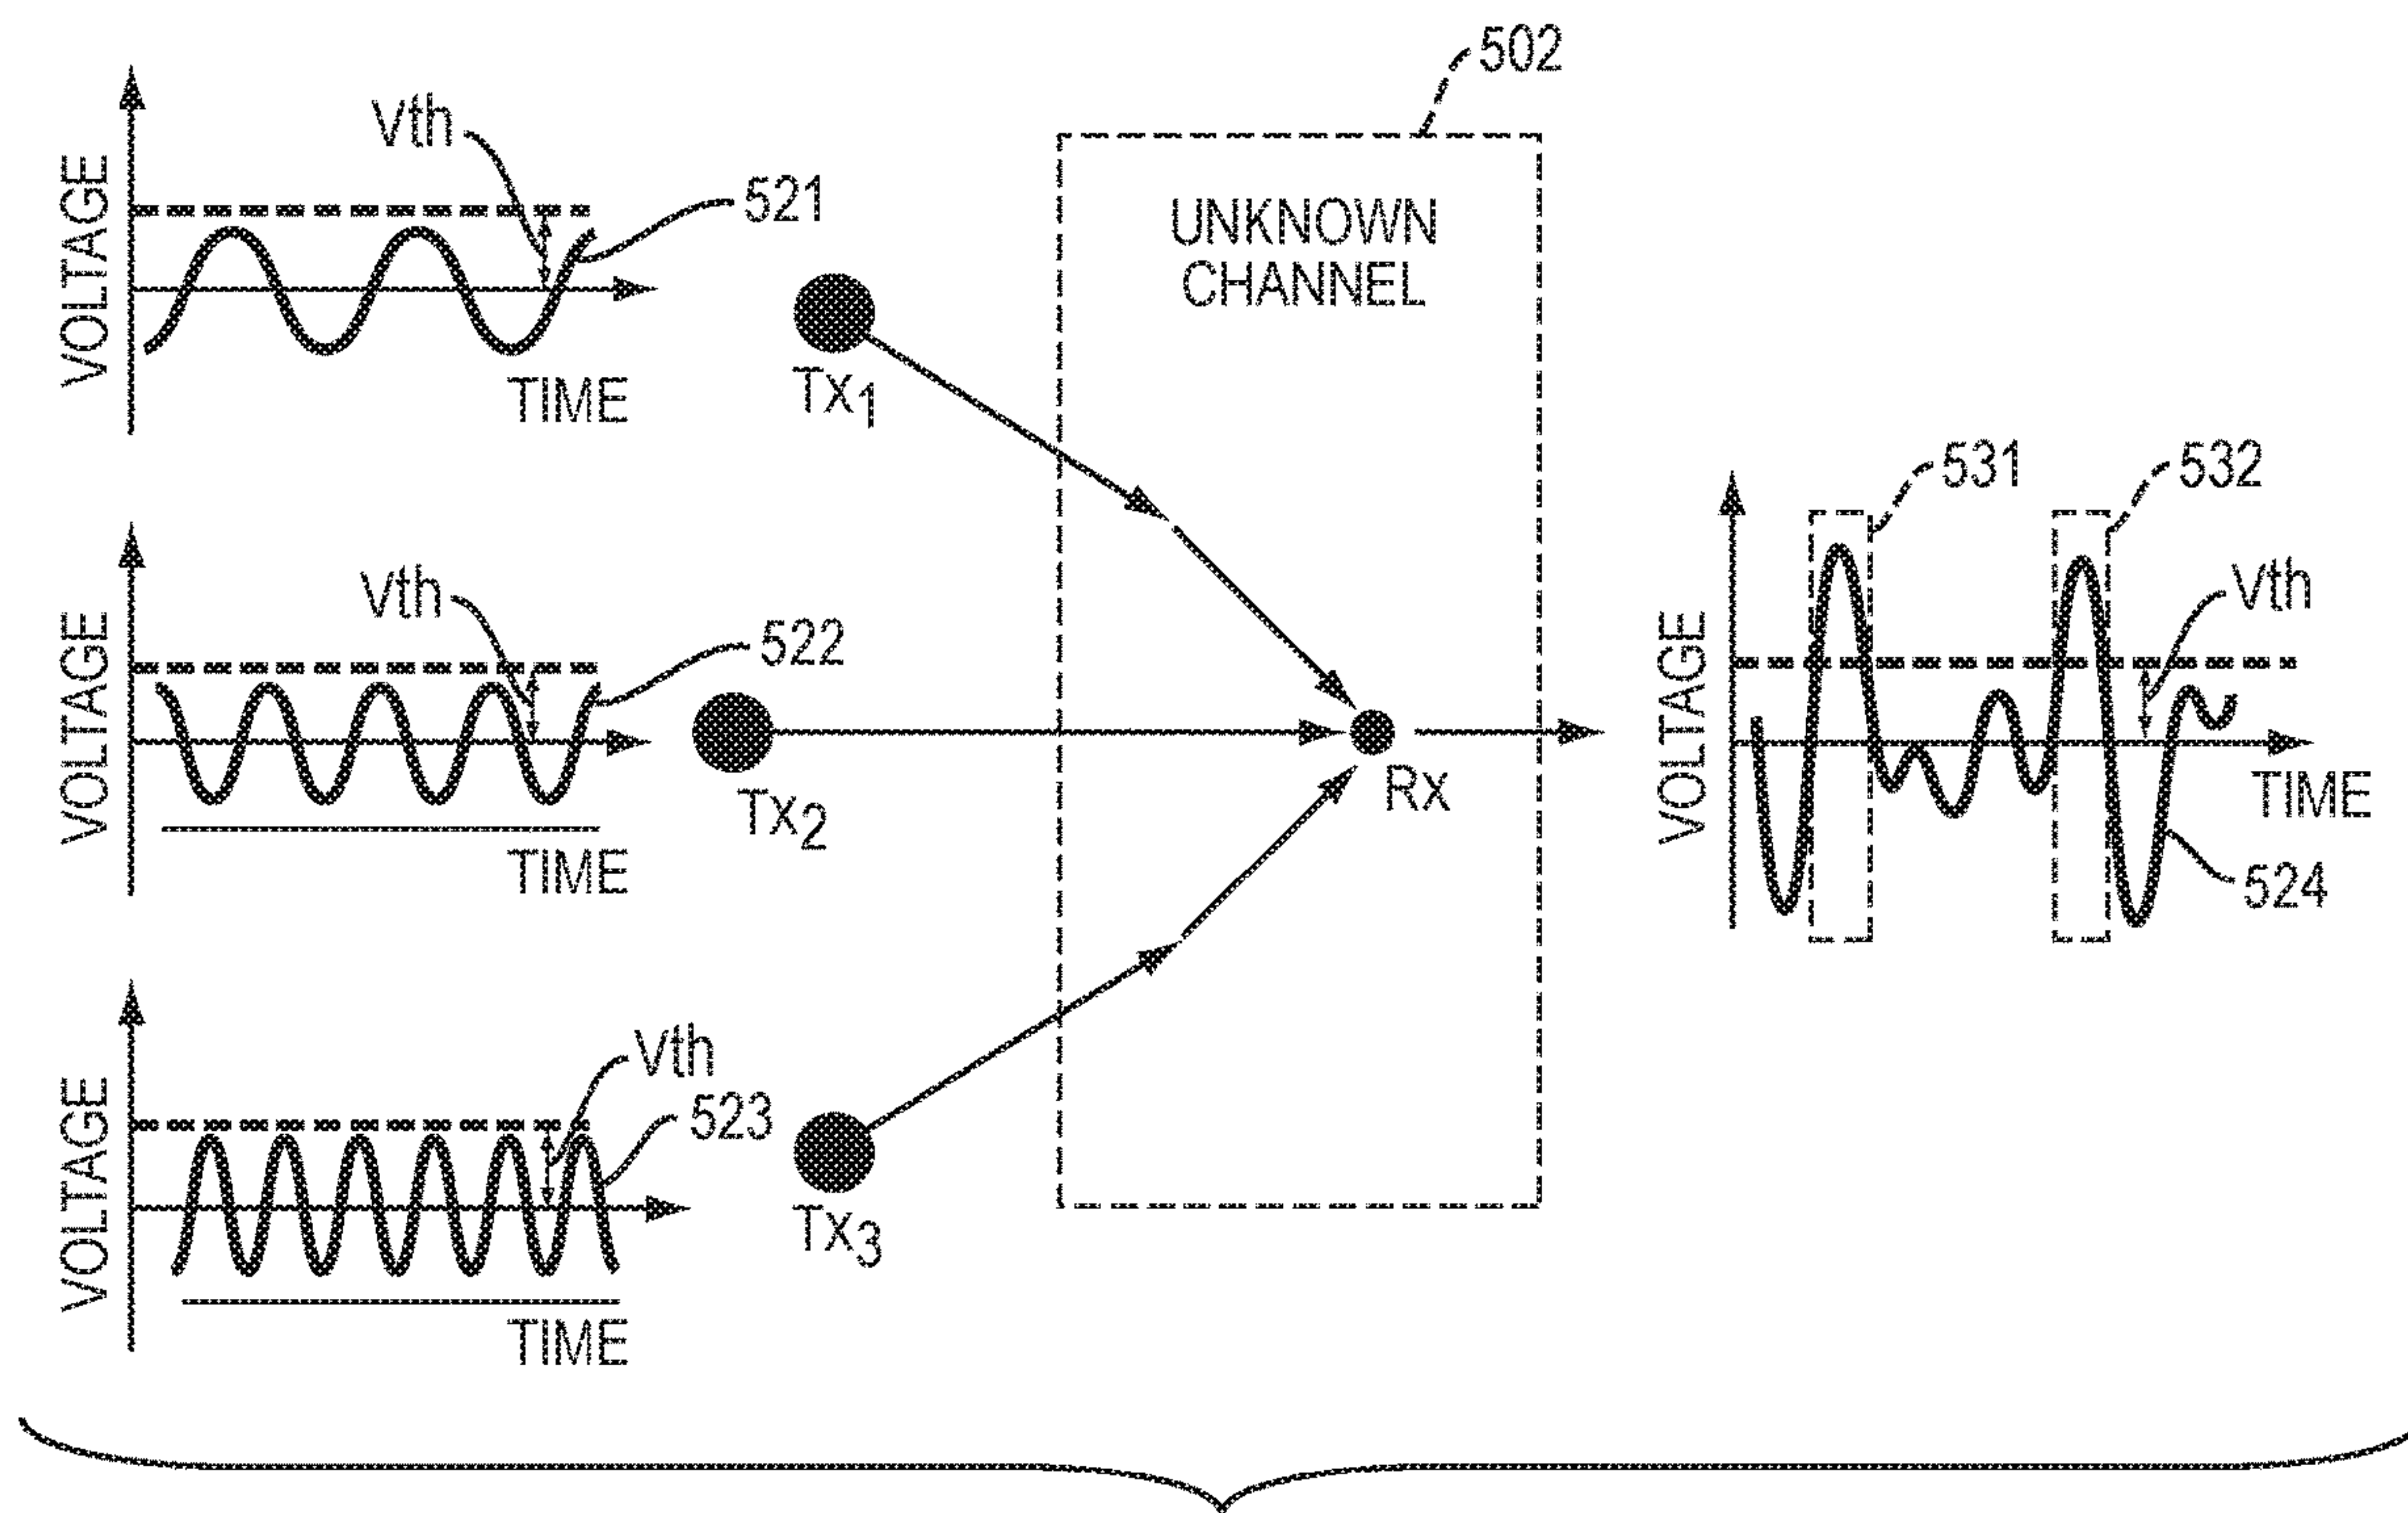 502
Vth
521
VOLTAGE
TIME
Tx1
UNKNOWN
CHANNEL
Vth
522
VOLTAGE
TIME
Tx2
Rx
531
532
Vth
VOLTAGE
TIME
524
Vth
523
VOLTAGE
TIME
Tx3